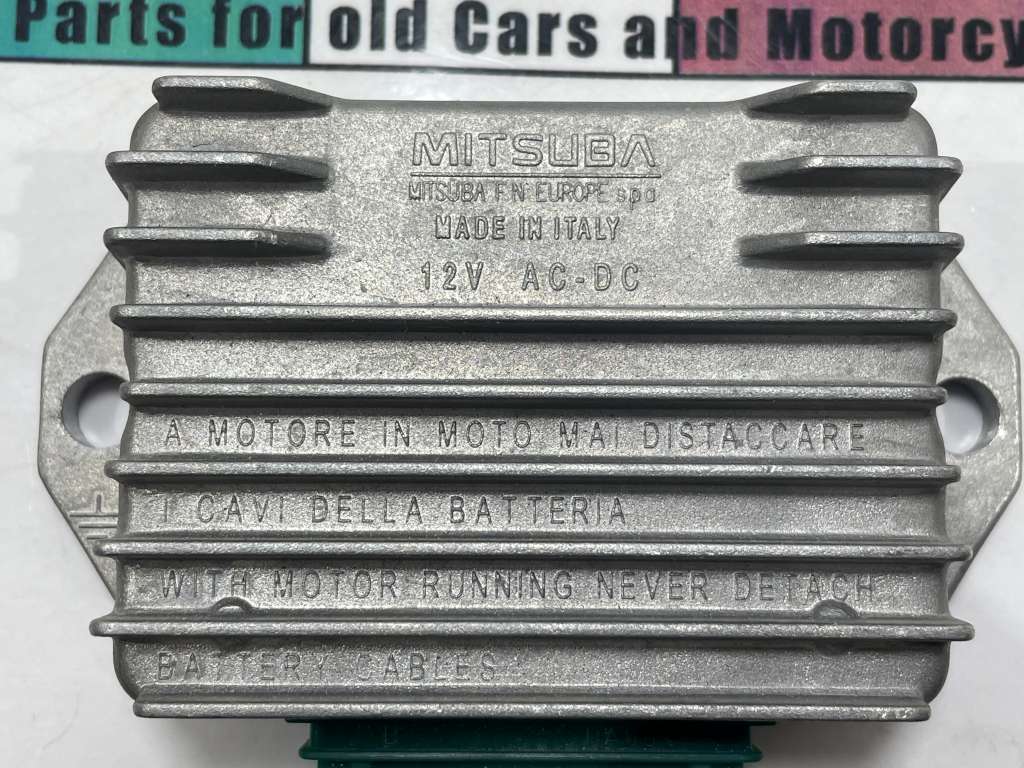 Parts for old Cars and Motorcy
MITSUBA
MITSUBA F.N. EUROPE spa
MADE IN ITALY
12V AC-DC
A MOTORE IN MOTO MAI DISTACCARE
I CAVI DELLA BATTERIA
WITH MOTOR RUNNING NEVER DETACH
BATTERY CABLES